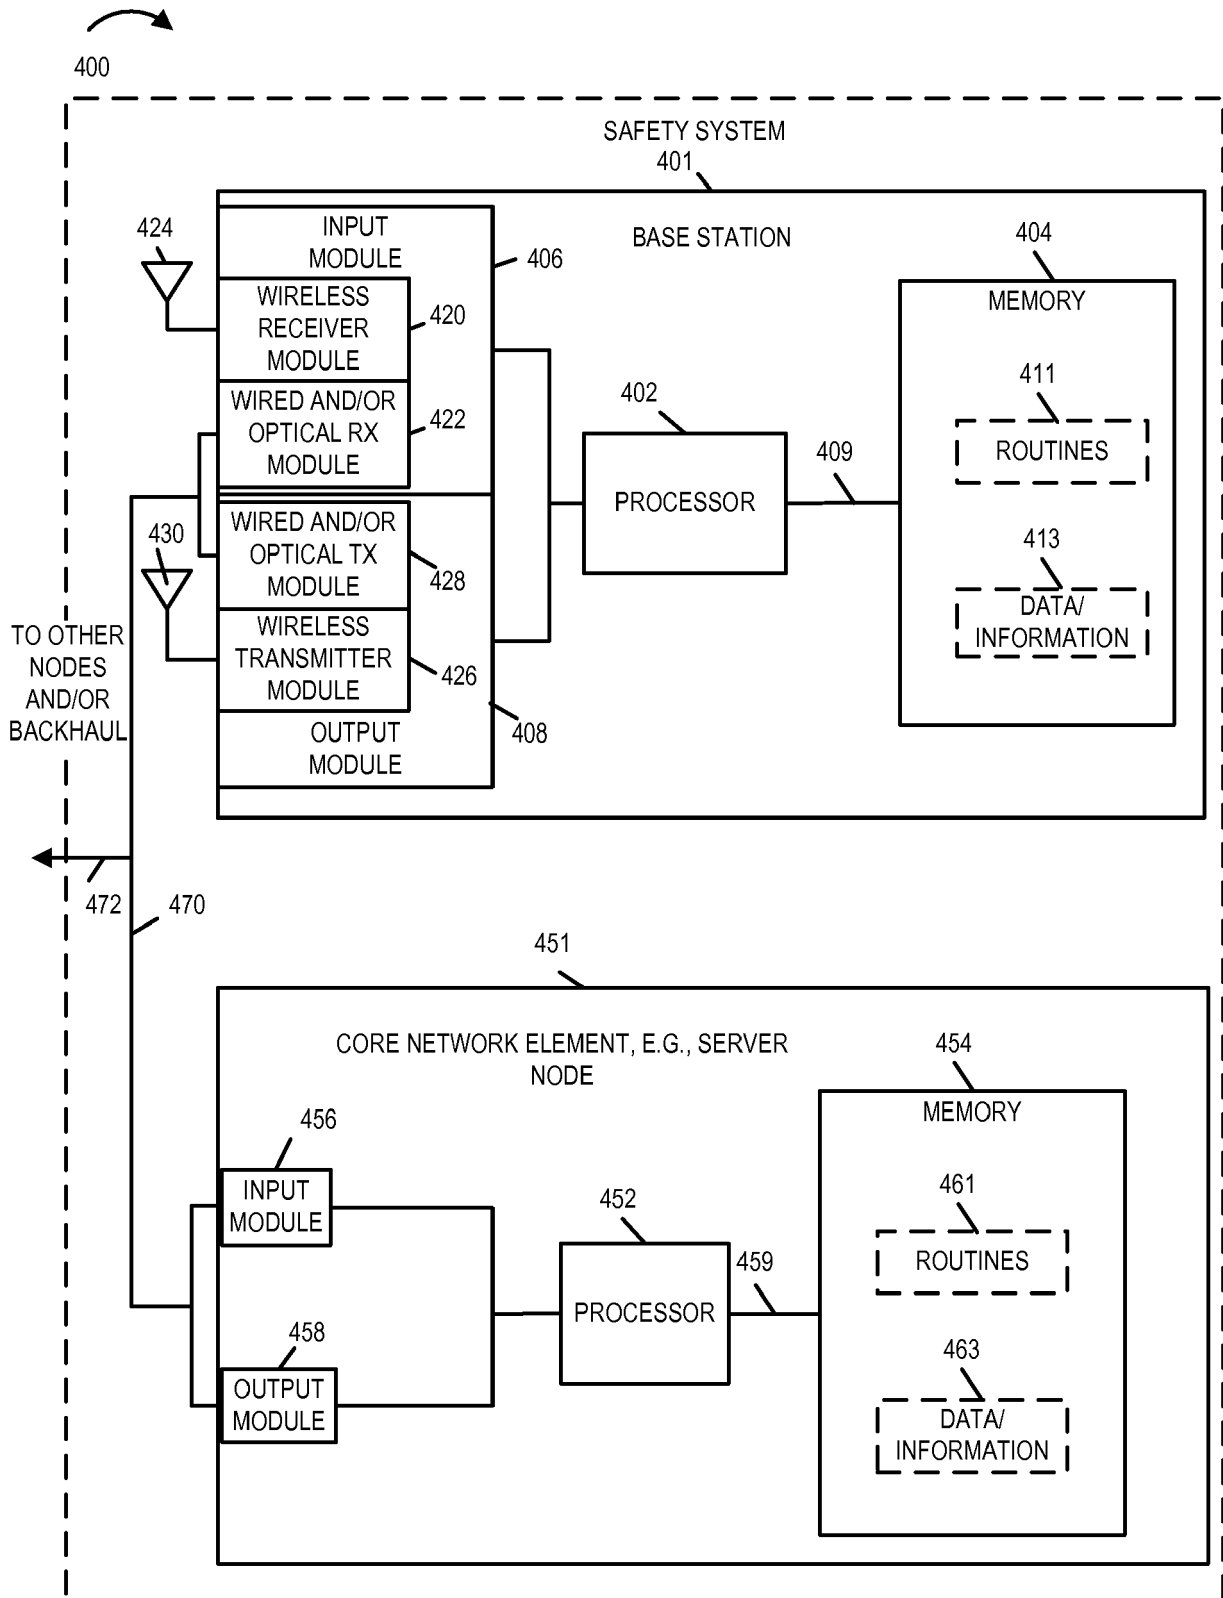 400
SAFETY SYSTEM
401
BASE STATION
424
INPUT
MODULE
406
404
MEMORY
WIRELESS
RECEIVER
MODULE
420
411
ROUTINES
WIRED AND/OR
OPTICAL RX
MODULE
422
402
PROCESSOR
409
430
WIRED AND/OR
OPTICAL TX
MODULE
428
413
DATA/
INFORMATION
WIRELESS
TRANSMITTER
MODULE
426
408
OUTPUT
MODULE
TO OTHER
NODES
AND/OR
BACKHAUL
472
470
451
CORE NETWORK ELEMENT, E.G., SERVER
NODE
454
MEMORY
456
INPUT
MODULE
452
PROCESSOR
459
461
ROUTINES
458
OUTPUT
MODULE
463
DATA/
INFORMATION